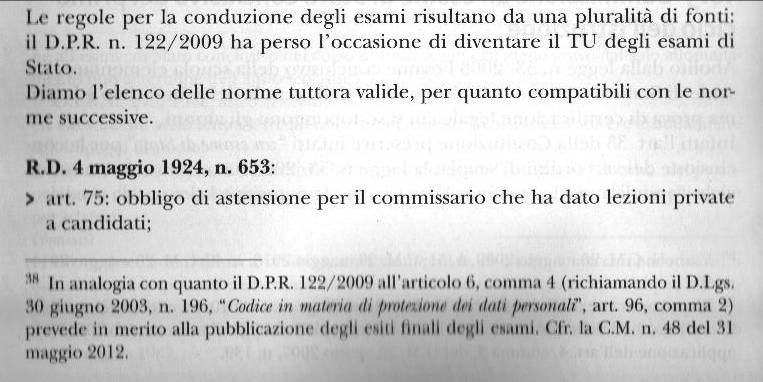 Le regole per la conduzione degli esami risultano da una pluralità di fonti:
il D.P.R. n. 122/2009 ha perso l'occasione di diventare il TU degli esami di
Stato.
Diamo l'elenco delle norme tuttora valide, per quanto compatibili con le nor-
me successive.
R.D. 4 maggio 1924, n. 653:
> art. 75: obbligo di astensione per il commissario che ha dato lezioni private
a candidati;
38 In analogia con quanto il D.P.R. 122/2009 all'articolo 6, comma 4 (richiamando il D.Lgs.
30 giugno 2003, n. 196, "Codice in materia di protezione dei dati personali", art. 96, comma 2)
prevede in merito alla pubblicazione degli esiti finali degli esami. Cfr. la C.M. n. 48 del 31
maggio 2012.